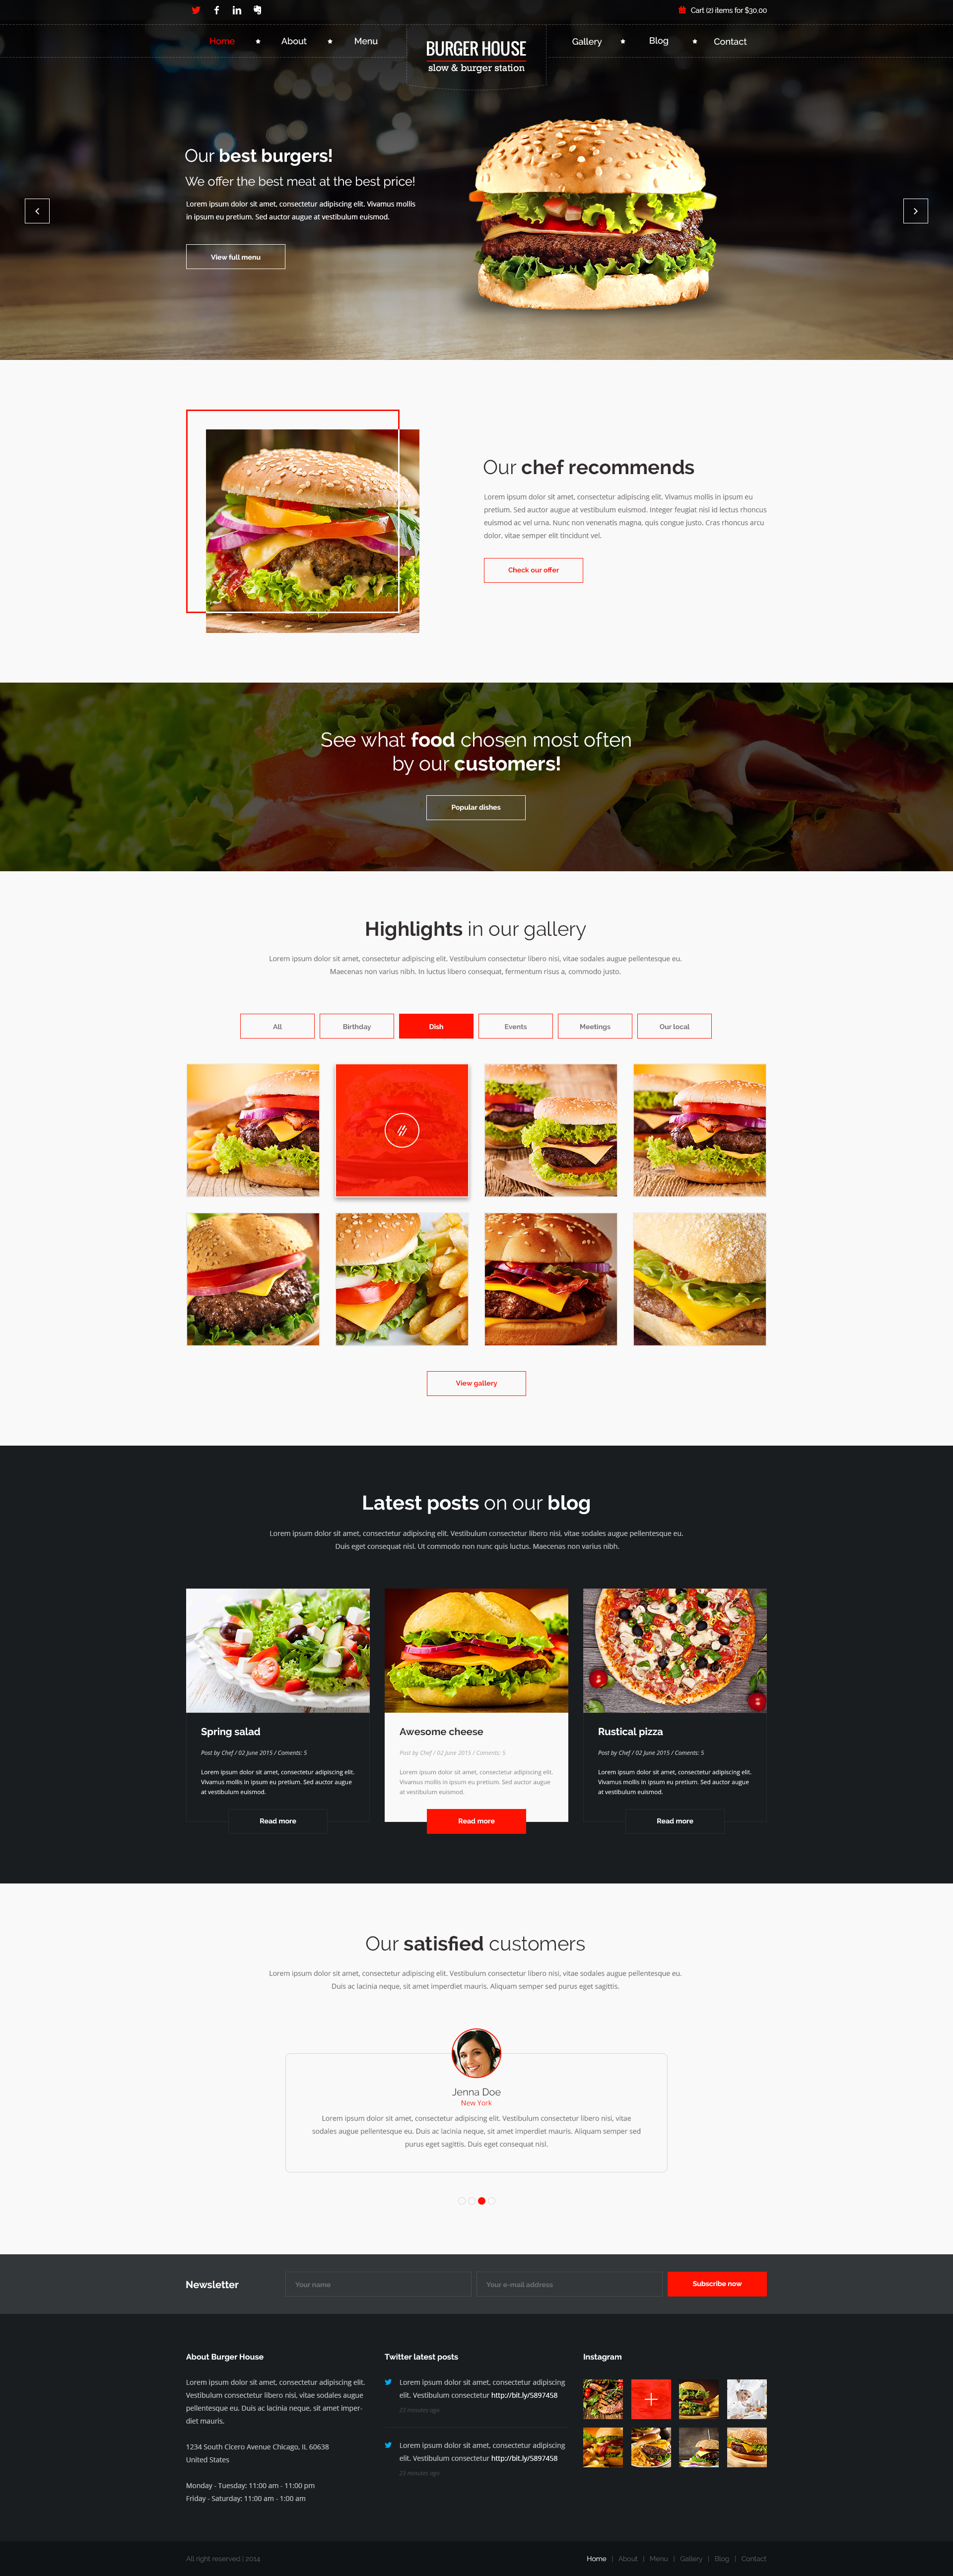 Cart (2) items for $30,00
Home
About
Menu
BURGER HOUSE
slow & burger station
Gallery
Blog
Contact
Our best burgers!
We offer the best meat at the best price!
Lorem ipsum dolor sit amet, consectetur adipiscing elit. Vivamus mollis
in ipsum eu pretium. Sed auctor augue at vestibulum euismod.
View full menu
Our chef recommends
Lorem ipsum dolor sit amet, consectetur adipiscing elit. Vivamus mollis in ipsum eu
pretium. Sed auctor augue at vestibulum euismod. Integer feugiat nisi id lectus rhoncus
euismod ac vel urna. Nunc non venenatis magna, quis congue justo. Cras rhoncus arcu
dolor, vitae semper elit tincidunt vel.
Check our offer
See what food chosen most often
by our customers!
Popular dishes
Highlights in our gallery
Lorem ipsum dolor sit amet, consectetur adipiscing elit. Vestibulum consectetur libero nisi, vitae sodales augue pellentesque eu.
Maecenas non varius nibh. In luctus libero consequat, fermentum risus a, commodo justo.
All
Birthday
Dish
Events
Meetings
Our local
View gallery
Latest posts on our blog
Lorem ipsum dolor sit amet, consectetur adipiscing elit. Vestibulum consectetur libero nisi, vitae sodales augue pellentesque eu.
Duis eget consequat nisl. Ut commodo non nunc quis luctus. Maecenas non varius nibh.
Spring salad
Post by Chef / 02 June 2015 / Coments: 5
Lorem ipsum dolor sit amet, consectetur adipiscing elit.
Vivamus mollis in ipsum eu pretium. Sed auctor augue
at vestibulum euismod.
Read more
Awesome cheese
Post by Chef / 02 June 2015 / Coments: 5
Lorem ipsum dolor sit amet, consectetur adipiscing elit.
Vivamus mollis in ipsum eu pretium. Sed auctor augue
at vestibulum euismod.
Read more
Rustical pizza
Post by Chef / 02 June 2015 / Coments: 5
Lorem ipsum dolor sit amet, consectetur adipiscing elit.
Vivamus mollis in ipsum eu pretium. Sed auctor augue
at vestibulum euismod.
Read more
Our satisfied customers
Lorem ipsum dolor sit amet, consectetur adipiscing elit. Vestibulum consectetur libero nisi, vitae sodales augue pellentesque eu.
Duis ac lacinia neque, sit amet imperdiet mauris. Aliquam semper sed purus eget sagittis.
Jenna Doe
New York
Lorem ipsum dolor sit amet, consectetur adipiscing elit. Vestibulum consectetur libero nisi, vitae
sodales augue pellentesque eu. Duis ac lacinia neque, sit amet imperdiet mauris. Aliquam semper sed
purus eget sagittis. Duis eget consequat nisl.
Newsletter
Your name
Your e-mail address
Subscribe now
About Burger House
Lorem ipsum dolor sit amet, consectetur adipiscing elit.
Vestibulum consectetur libero nisi, vitae sodales augue
pellentesque eu. Duis ac lacinia neque, sit amet imper-
diet mauris.
1234 South Cicero Avenue Chicago, IL 60638
United States
Monday - Tuesday: 11:00 am - 11:00 pm
Friday - Saturday: 11:00 am - 1:00 am
Twitter latest posts
Lorem ipsum dolor sit amet, consectetur adipiscing
elit. Vestibulum consectetur http://bit.ly/5897458
23 minutes ago
Lorem ipsum dolor sit amet, consectetur adipiscing
elit. Vestibulum consectetur http://bit.ly/5897458
23 minutes ago
Instagram
All right reserved | 2014
Home | About | Menu | Gallery | Blog | Contact